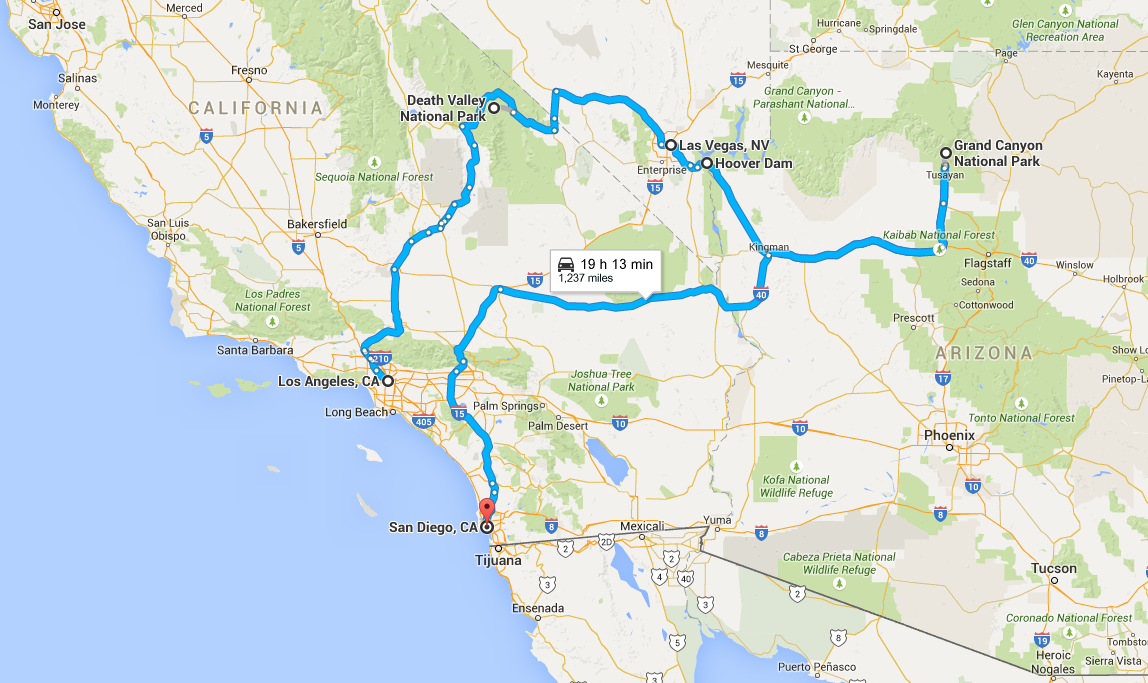 Merced
San Jose
Hurricane
Springdale
Glen Canyon National
Recreation Area
St George
Page
Mesquite
15
Kayenta
Salinas
Fresno
Monterey
CALIFORNIA
Death Valley
National Park
Grand Canyon -
Parashant National...
5
Las Vegas, NV
Grand Canyon
National Park
Hoover Dam
Enterprise
Tusayan
Sequoia National Forest
15
San Luis
Obispo
Bakersfield
5
Kingman
Kaibab National Forest
19 h 13 min
1,237 miles
Flagstaff
40
Winslow
Holbrook
15
Sedona
Los Padres
National Forest
40
Cottonwood
Prescott
Santa Barbara
210
ARIZONA
Show Lo
Joshua Tree
National Park
17
Pinetop-L
Los Angeles, CA
Long Beach
15
Palm Springs
405
Palm Desert
10
10
Tonto National Forest
Phoenix
Kofa National
Wildlife Refuge
10
San Diego, CA
8
Mexicali
Yuma
8
8
2
2D
Tijuana
2
Cabeza Prieta National
Wildlife Refuge
Tucson
3
4
40
2
Ensenada
3
Coronado National Forest
5
8
19
Tombsto
Heroic
Nogales
Sierra Vista
Puerto Peñasco
3